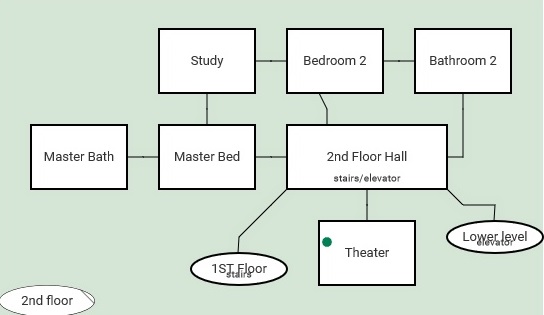 Study
Bedroom 2
Bathroom 2
Master Bath
Master Bed
2nd Floor Hall
stairs/elevator
1ST Floor
stairs
Theater
Lower level
elevator
2nd floor